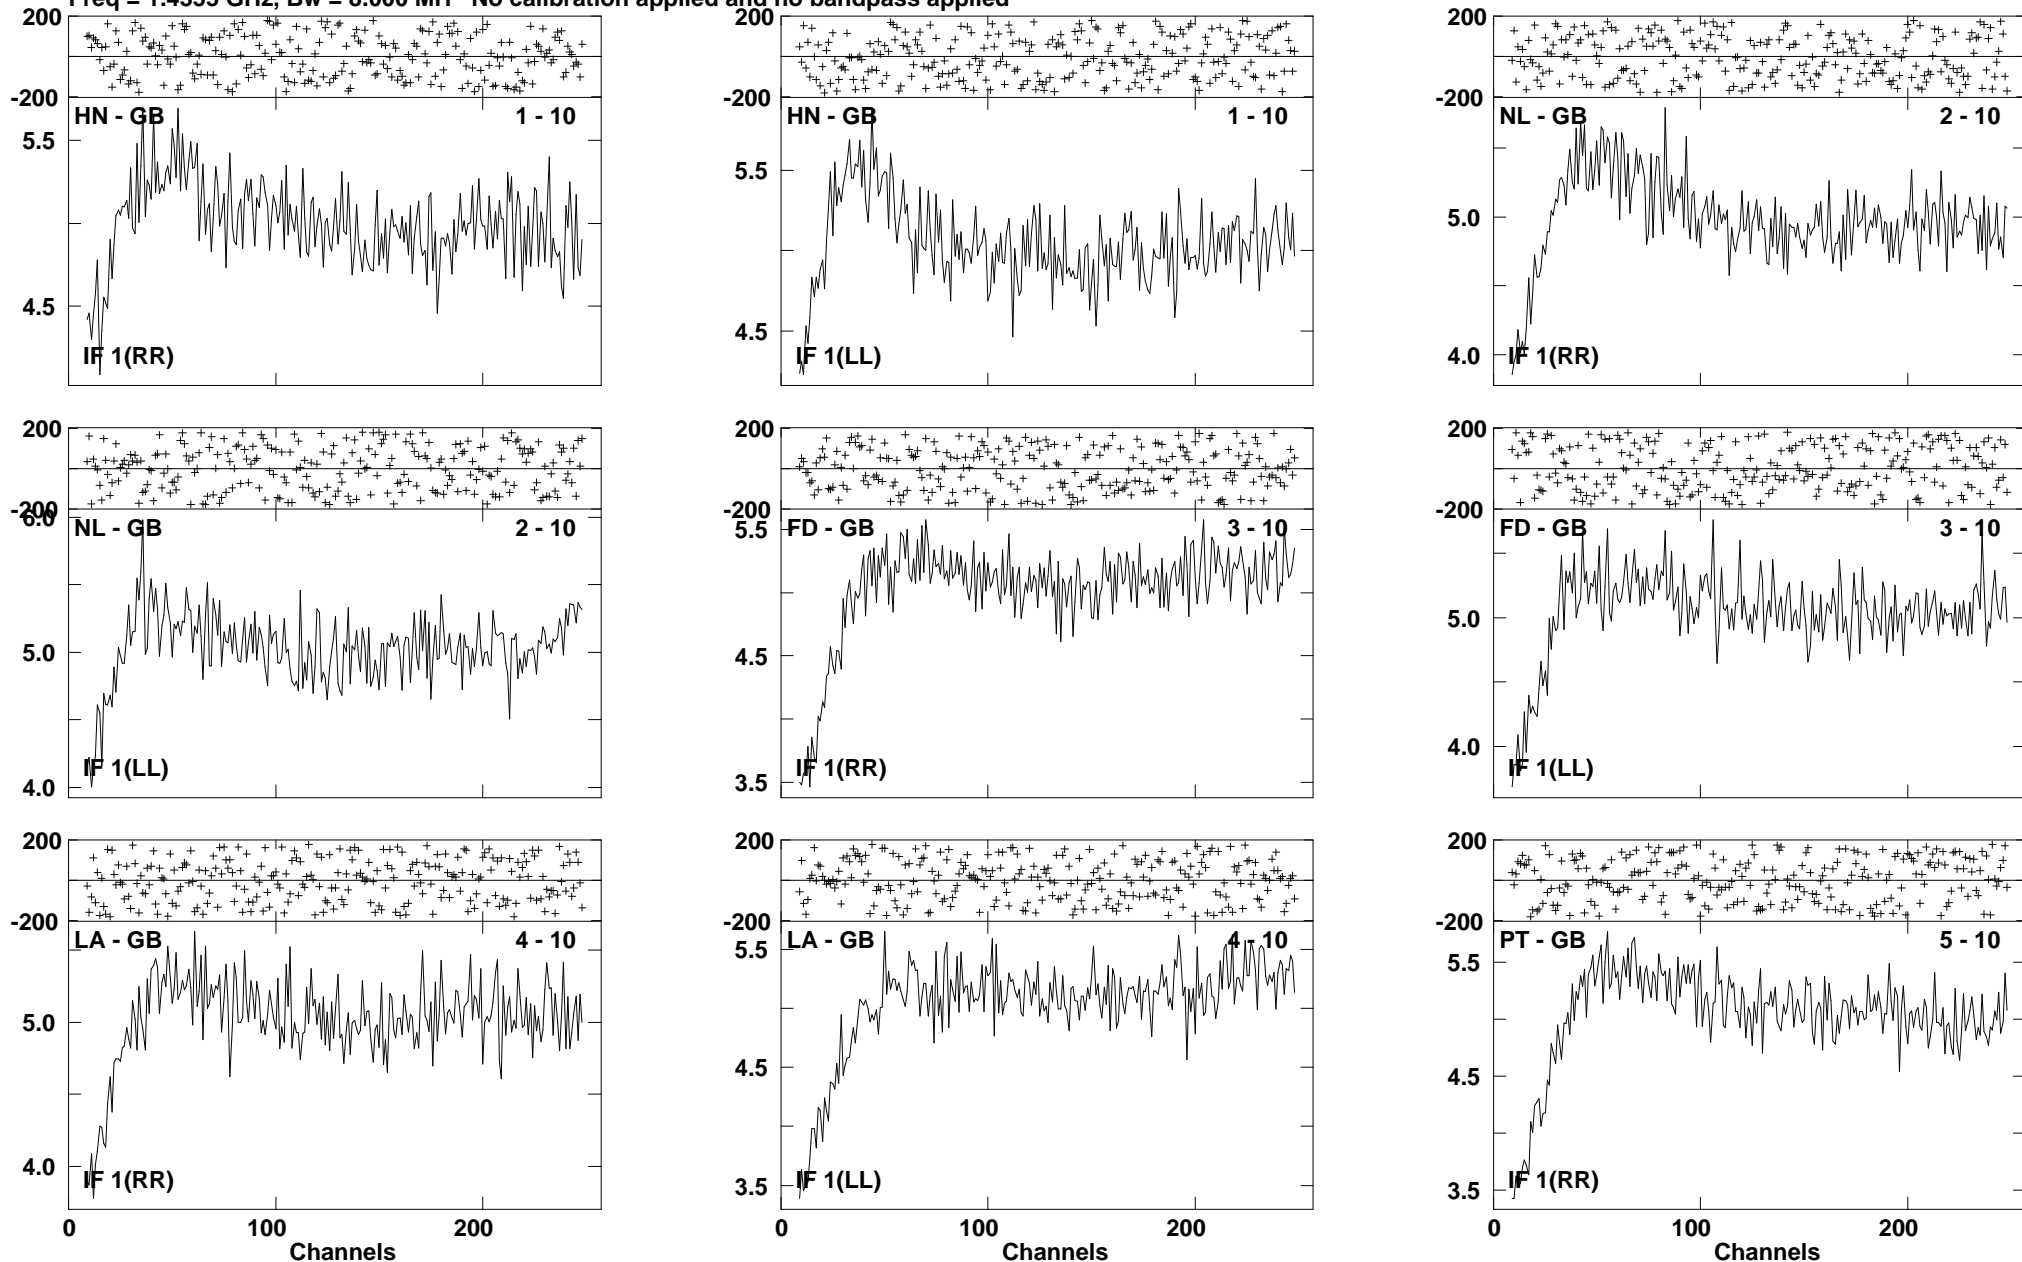 Freq = 1.4355 GHz, Bw = 8.000 MH No calibration applied and no bandpass applied
200 200 200
-200 -200 -200
HN - GB 1 - 10 HN - GB 1 - 10 NL - GB 2 - 10
5.5 5.5 5.0
4.5 4.5 4.0
IF 1(RR) IF 1(LL) IF 1(RR)
200 200 200
-200 -200 -200
6.0
NL - GB 2 - 10 FD - GB 3 - 10 FD - GB 3 - 10
5.5
5.0 4.5 5.0
4.0 3.5 4.0
IF 1(LL) IF 1(RR) IF 1(LL)
200 200 200
-200 -200 -200
LA - GB 4 - 10 LA - GB 4 - 10 PT - GB 5 - 10
5.5 5.5
5.0 4.5 4.5
4.0 3.5 3.5
IF 1(RR) IF 1(LL) IF 1(RR)
0 100 200 0 100 200 0 100 200
Channels Channels Channels